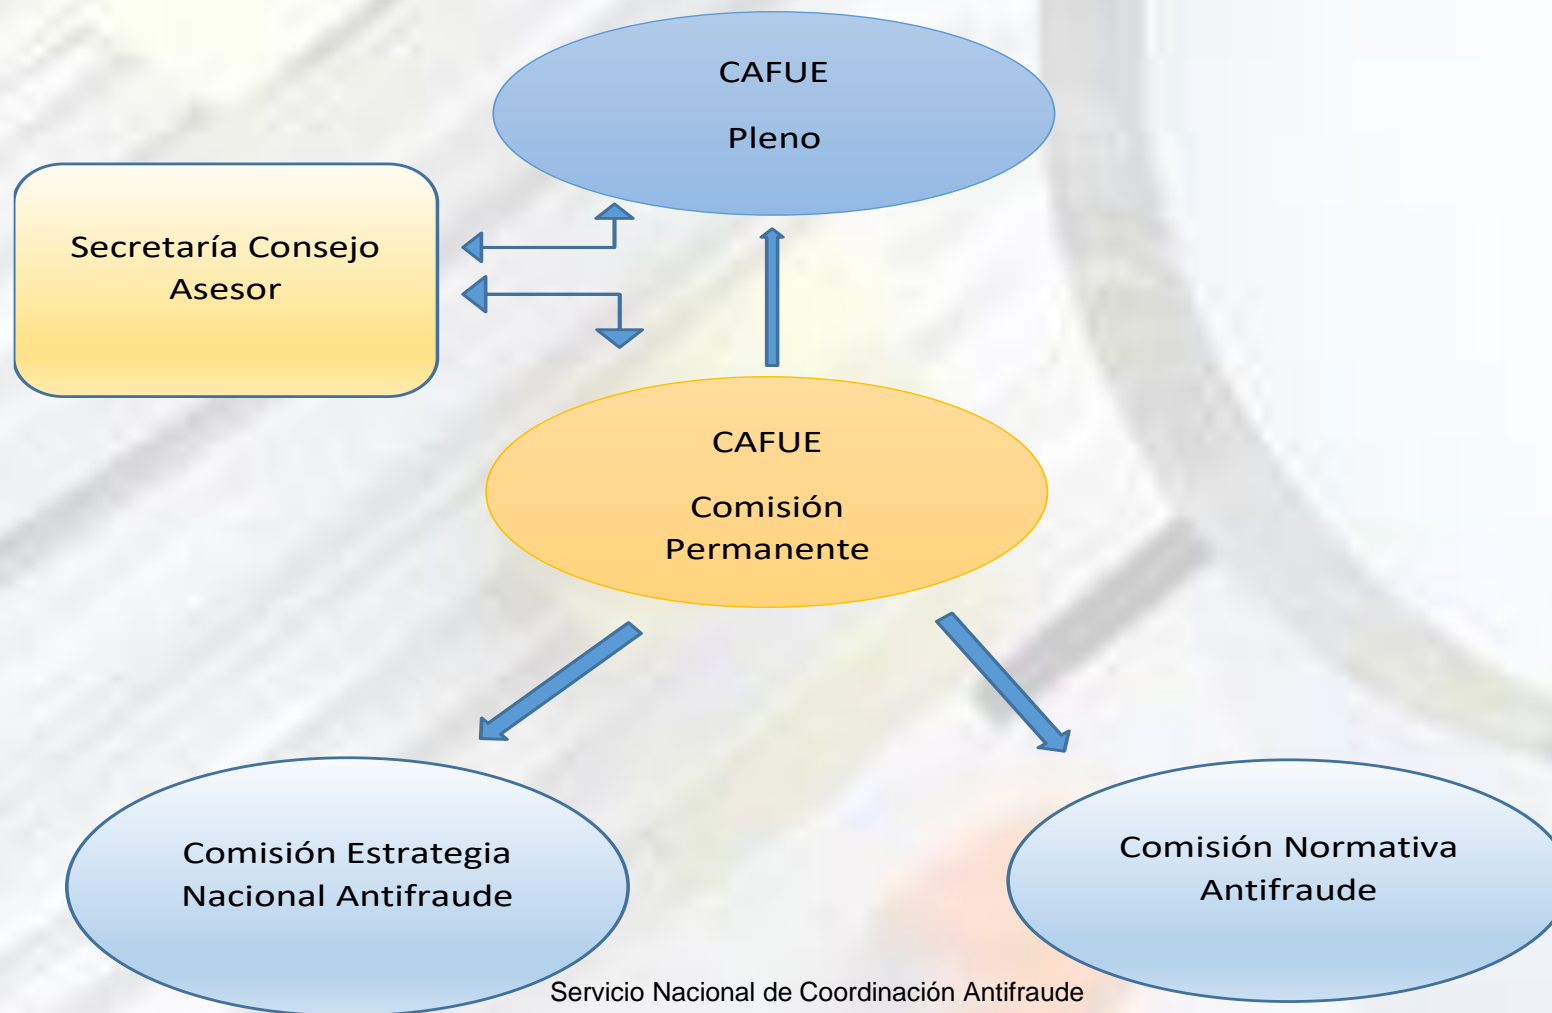 CAFUE
Pleno
Secretaría Consejo
Asesor
CAFUE
Comisión
Permanente
Comisión Estrategia
Nacional Antifraude
Comisión Normativa
Antifraude
Servicio Nacional de Coordinación Antifraude